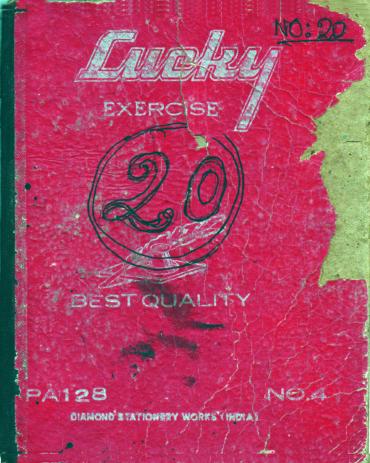 NO: 20
Lucky
EXERCISE
20
BEST QUALITY
PA128 NO.4
DIAMOND STATIONERY WORKS (INDIA)